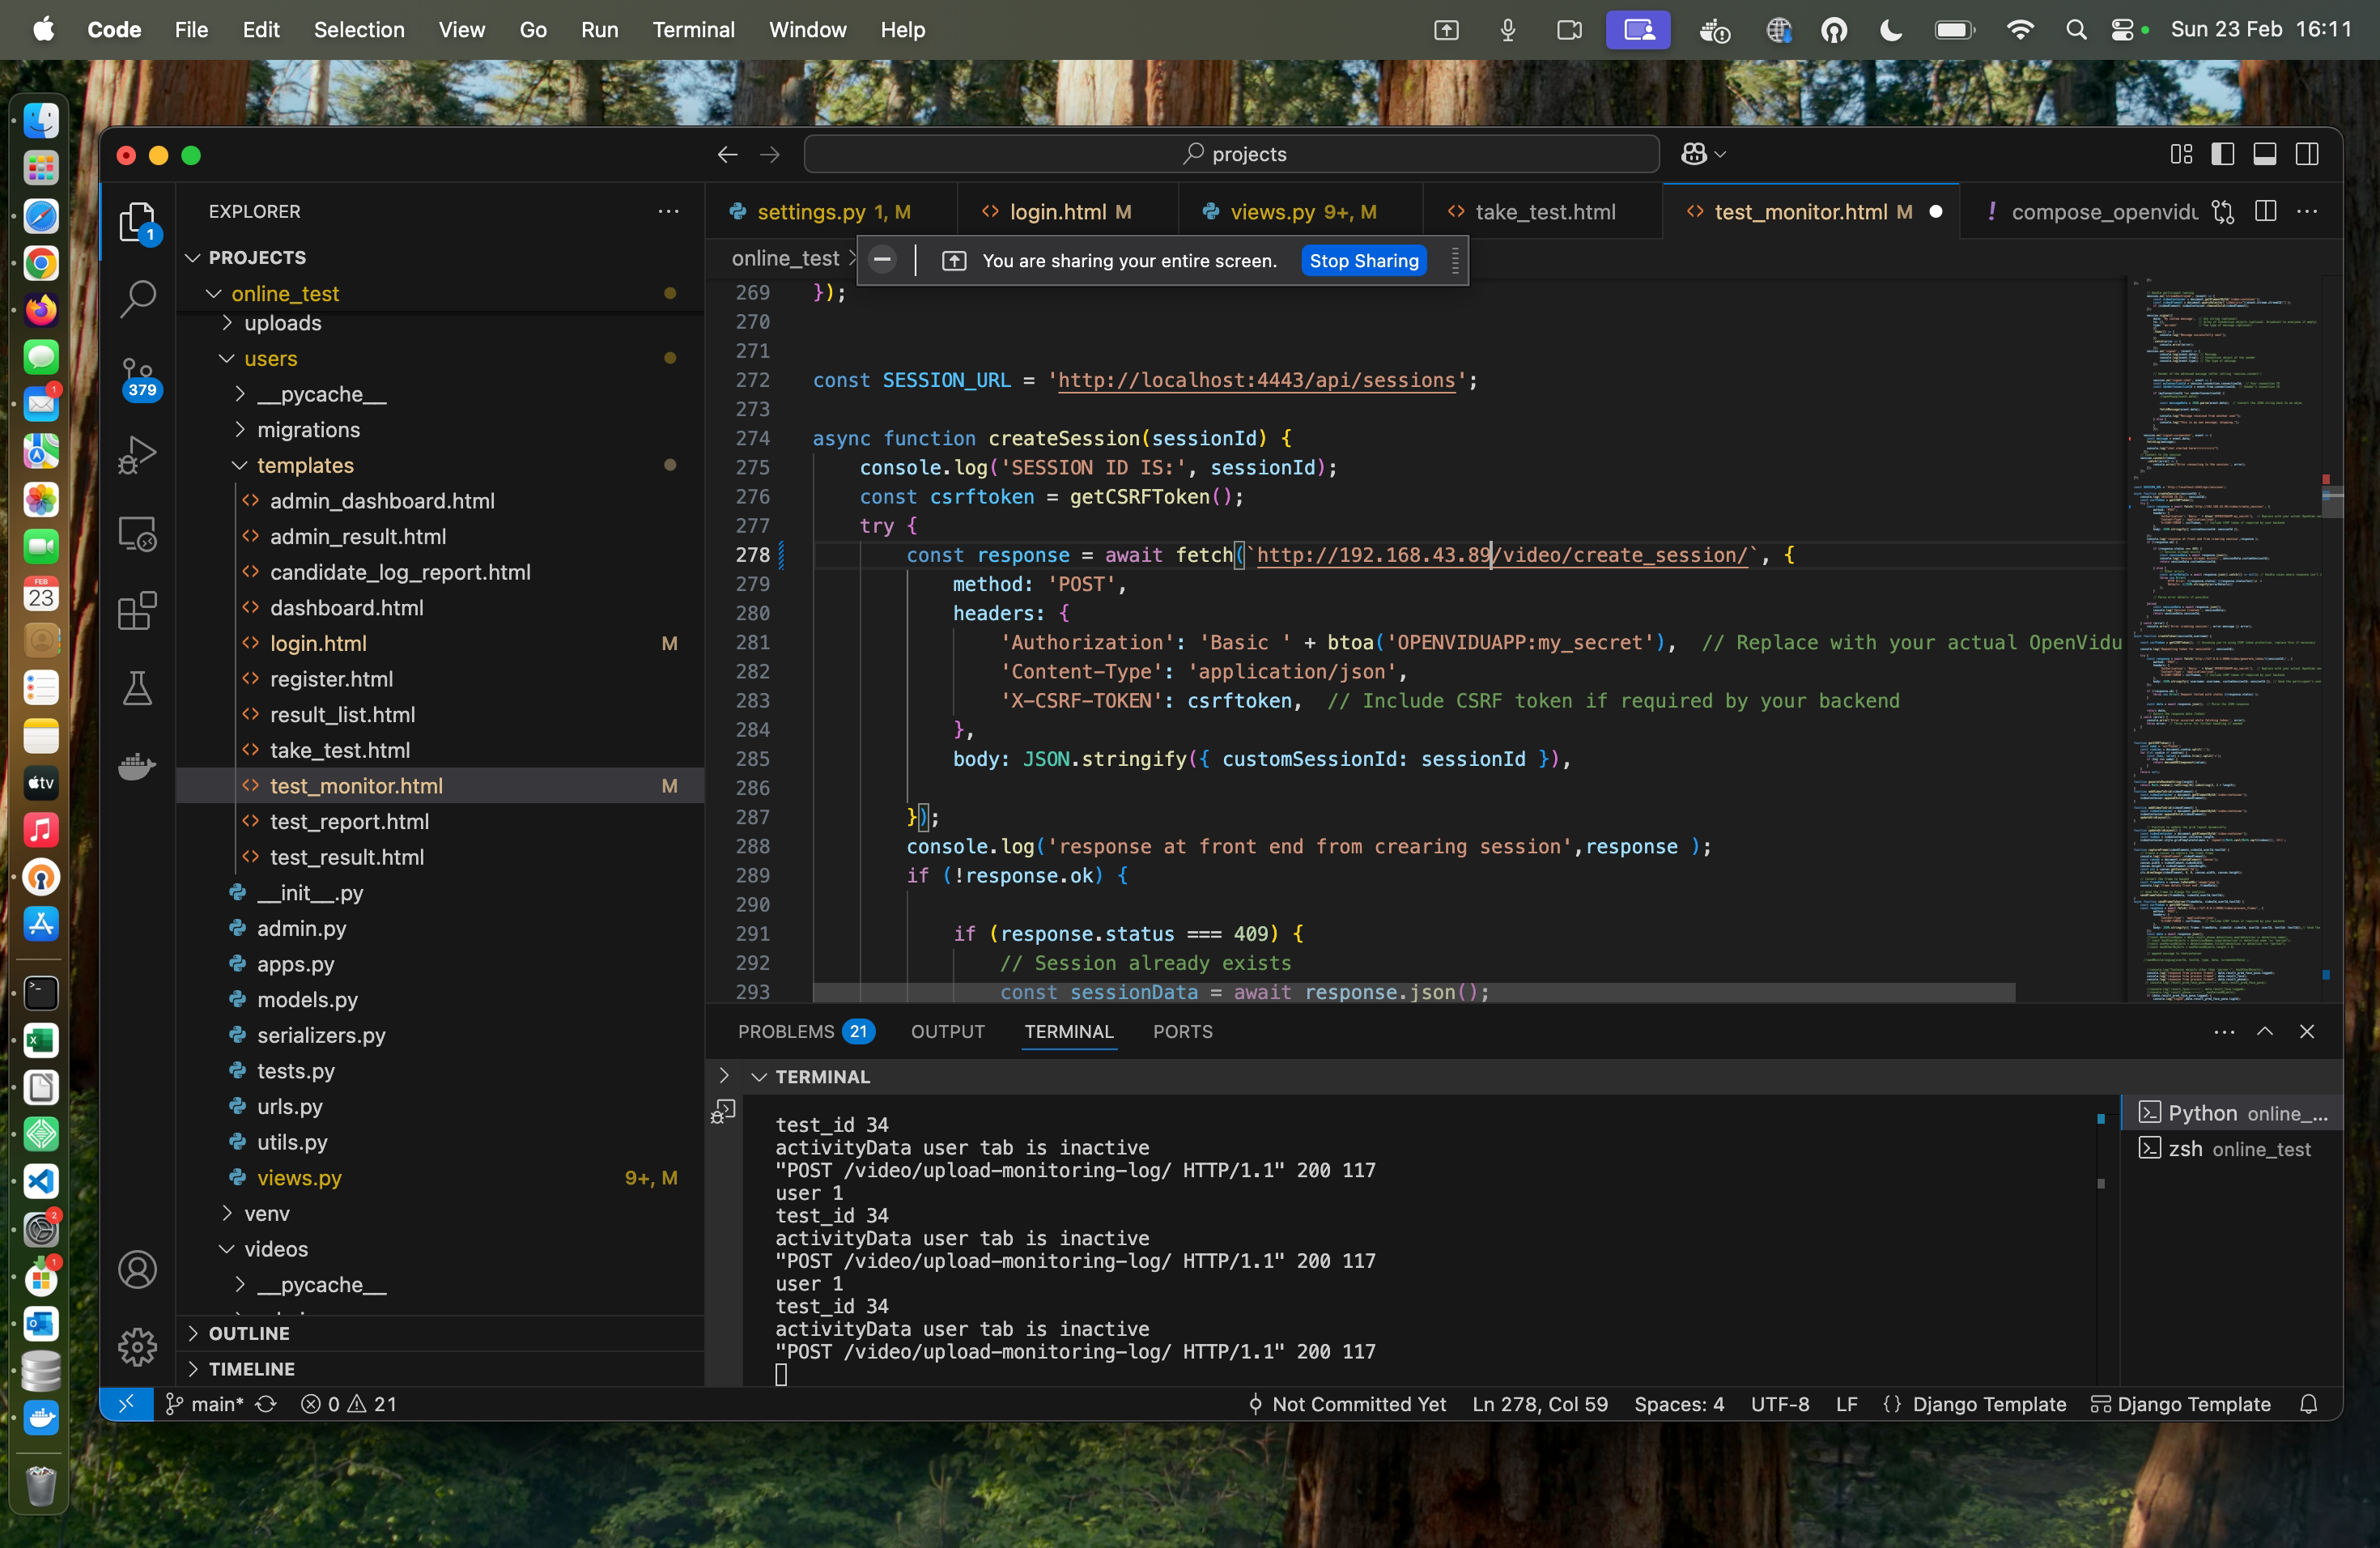 Code File Edit Selection View Go Run Terminal Window Help Sun 23 Feb 16:11
projects
EXPLORER
settings.py 1, M login.html M views.py 9+, M take_test.html test_monitor.html M compose_openvidu
PROJECTS
online_test
uploads
users
__pycache__
migrations
templates
admin_dashboard.html
admin_result.html
candidate_log_report.html
dashboard.html
login.html M
register.html
result_list.html
take_test.html
test_monitor.html M
test_report.html
test_result.html
__init__.py
admin.py
apps.py
models.py
serializers.py
tests.py
urls.py
utils.py
views.py 9+, M
venv
videos
__pycache__
OUTLINE
TIMELINE
1
379
FEB
23
tv
1
2
1
online_test
You are sharing your entire screen. Stop Sharing
269 });
270
271
272 const SESSION_URL = 'http://localhost:4443/api/sessions';
273
274 async function createSession(sessionId) {
275 console.log('SESSION ID IS:', sessionId);
276 const csrftoken = getCSRFToken();
277 try {
278 const response = await fetch(`http://192.168.43.89/video/create_session/`, {
279 method: 'POST',
280 headers: {
281 'Authorization': 'Basic ' + btoa('OPENVIDUAPP:my_secret'), // Replace with your actual OpenVidu
282 'Content-Type': 'application/json',
283 'X-CSRF-TOKEN': csrftoken, // Include CSRF token if required by your backend
284 },
285 body: JSON.stringify({ customSessionId: sessionId }),
286
287 });
288 console.log('response at front end from crearing session',response );
289 if (!response.ok) {
290
291 if (response.status === 409) {
292 // Session already exists
293 const sessionData = await response.json();
PROBLEMS 21 OUTPUT TERMINAL PORTS
TERMINAL
test_id 34
activityData user tab is inactive
"POST /video/upload-monitoring-log/ HTTP/1.1" 200 117
user 1
test_id 34
activityData user tab is inactive
"POST /video/upload-monitoring-log/ HTTP/1.1" 200 117
user 1
test_id 34
activityData user tab is inactive
"POST /video/upload-monitoring-log/ HTTP/1.1" 200 117
Python online_...
zsh online_test
main* 0 21 Not Committed Yet Ln 278, Col 59 Spaces: 4 UTF-8 LF {} Django Template Django Template